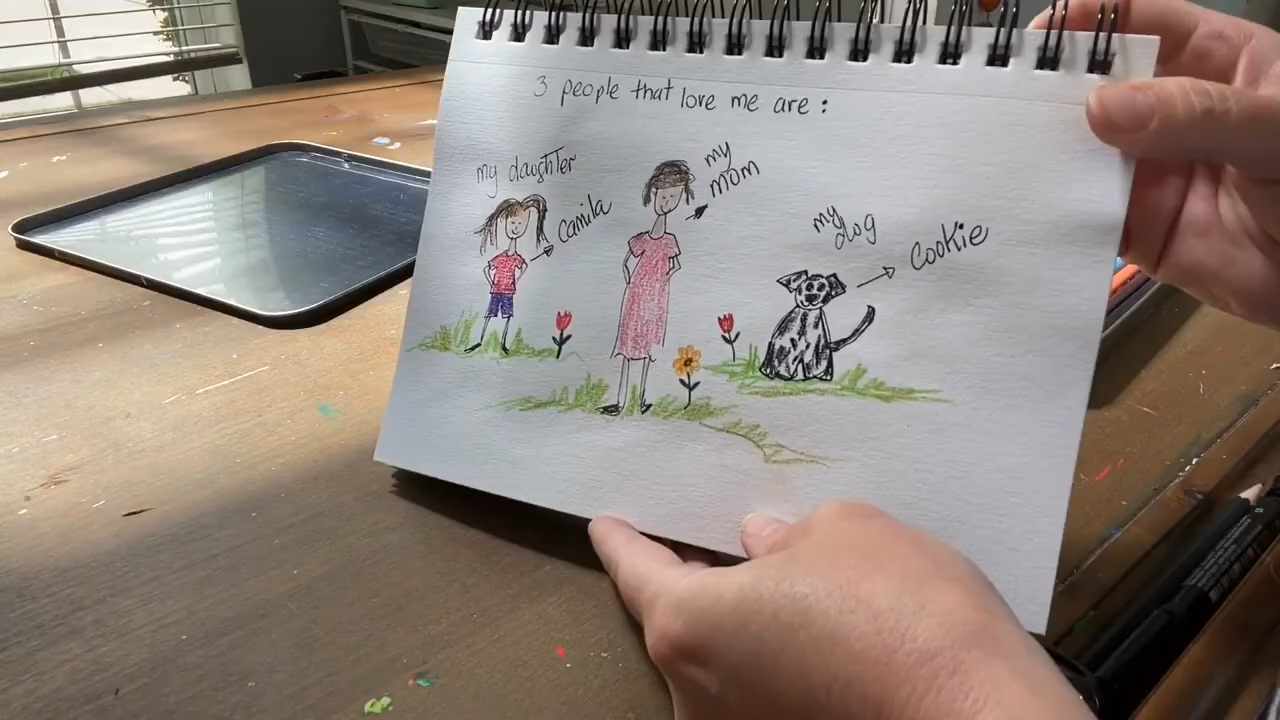 3 people that love me are :
my daughter
Camila
my
mom
my
dog
Cookie